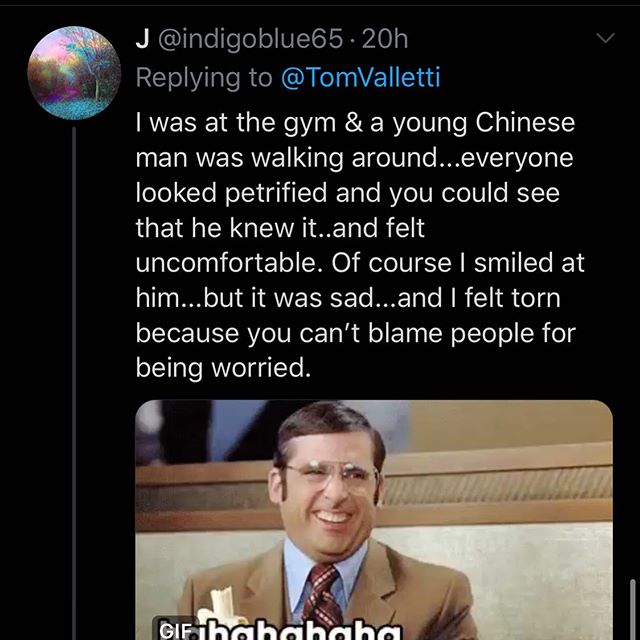 J @indigoblue65 · 20h
Replying to @TomValletti
I was at the gym & a young Chinese
man was walking around...everyone
looked petrified and you could see
that he knew it..and felt
uncomfortable. Of course I smiled at
him...but it was sad...and I felt torn
because you can’t blame people for
being worried.
GIF